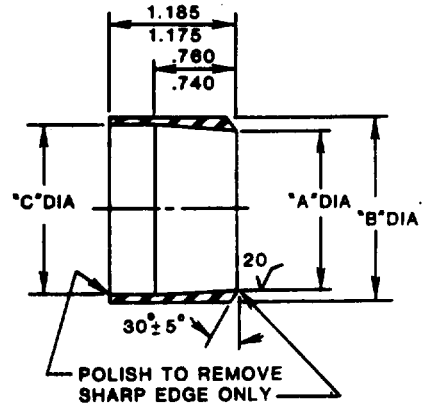 1.185
1.175
.760
.740
"C"DIA
"A"DIA
"B"DIA
20
30°±5°
POLISH TO REMOVE
SHARP EDGE ONLY